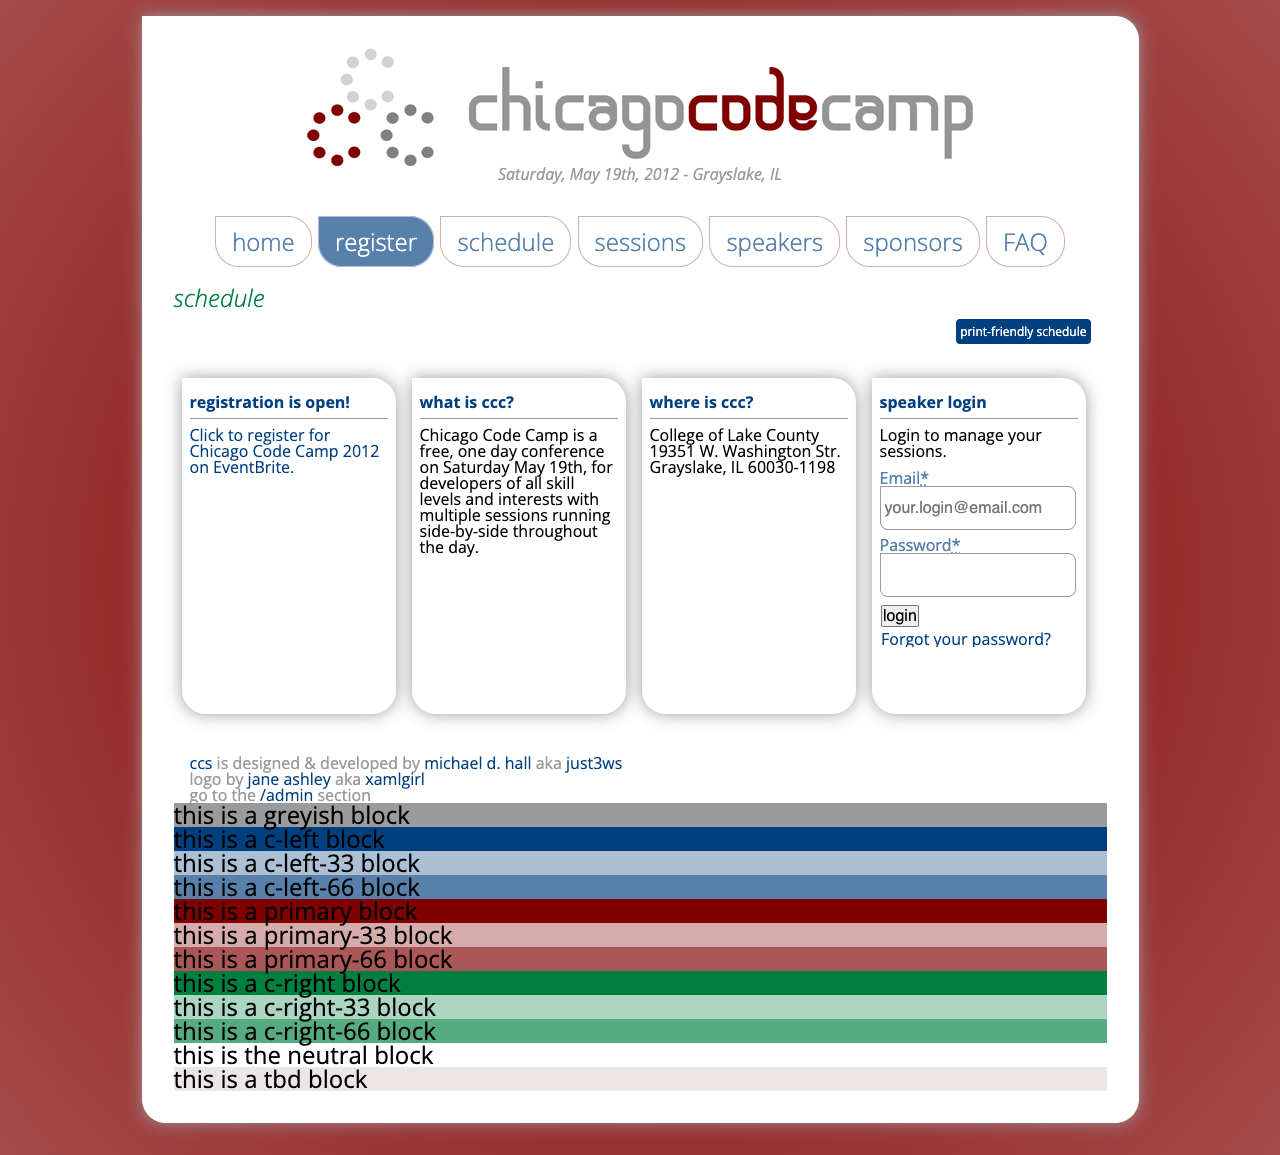 chicagocodecamp
Saturday, May 19th, 2012 - Grayslake, IL
home register schedule sessions speakers sponsors FAQ
schedule
print-friendly schedule
registration is open!
Click to register for
Chicago Code Camp 2012
on EventBrite.
what is ccc?
Chicago Code Camp is a
free, one day conference
on Saturday May 19th, for
developers of all skill
levels and interests with
multiple sessions running
side-by-side throughout
the day.
where is ccc?
College of Lake County
19351 W. Washington Str.
Grayslake, IL 60030-1198
speaker login
Login to manage your
sessions.
Email*
your.login@email.com
Password*
login
Forgot your password?
ccs is designed & developed by michael d. hall aka just3ws
logo by jane ashley aka xamlgirl
go to the /admin section
this is a greyish block
this is a c-left block
this is a c-left-33 block
this is a c-left-66 block
this is a primary block
this is a primary-33 block
this is a primary-66 block
this is a c-right block
this is a c-right-33 block
this is a c-right-66 block
this is the neutral block
this is a tbd block